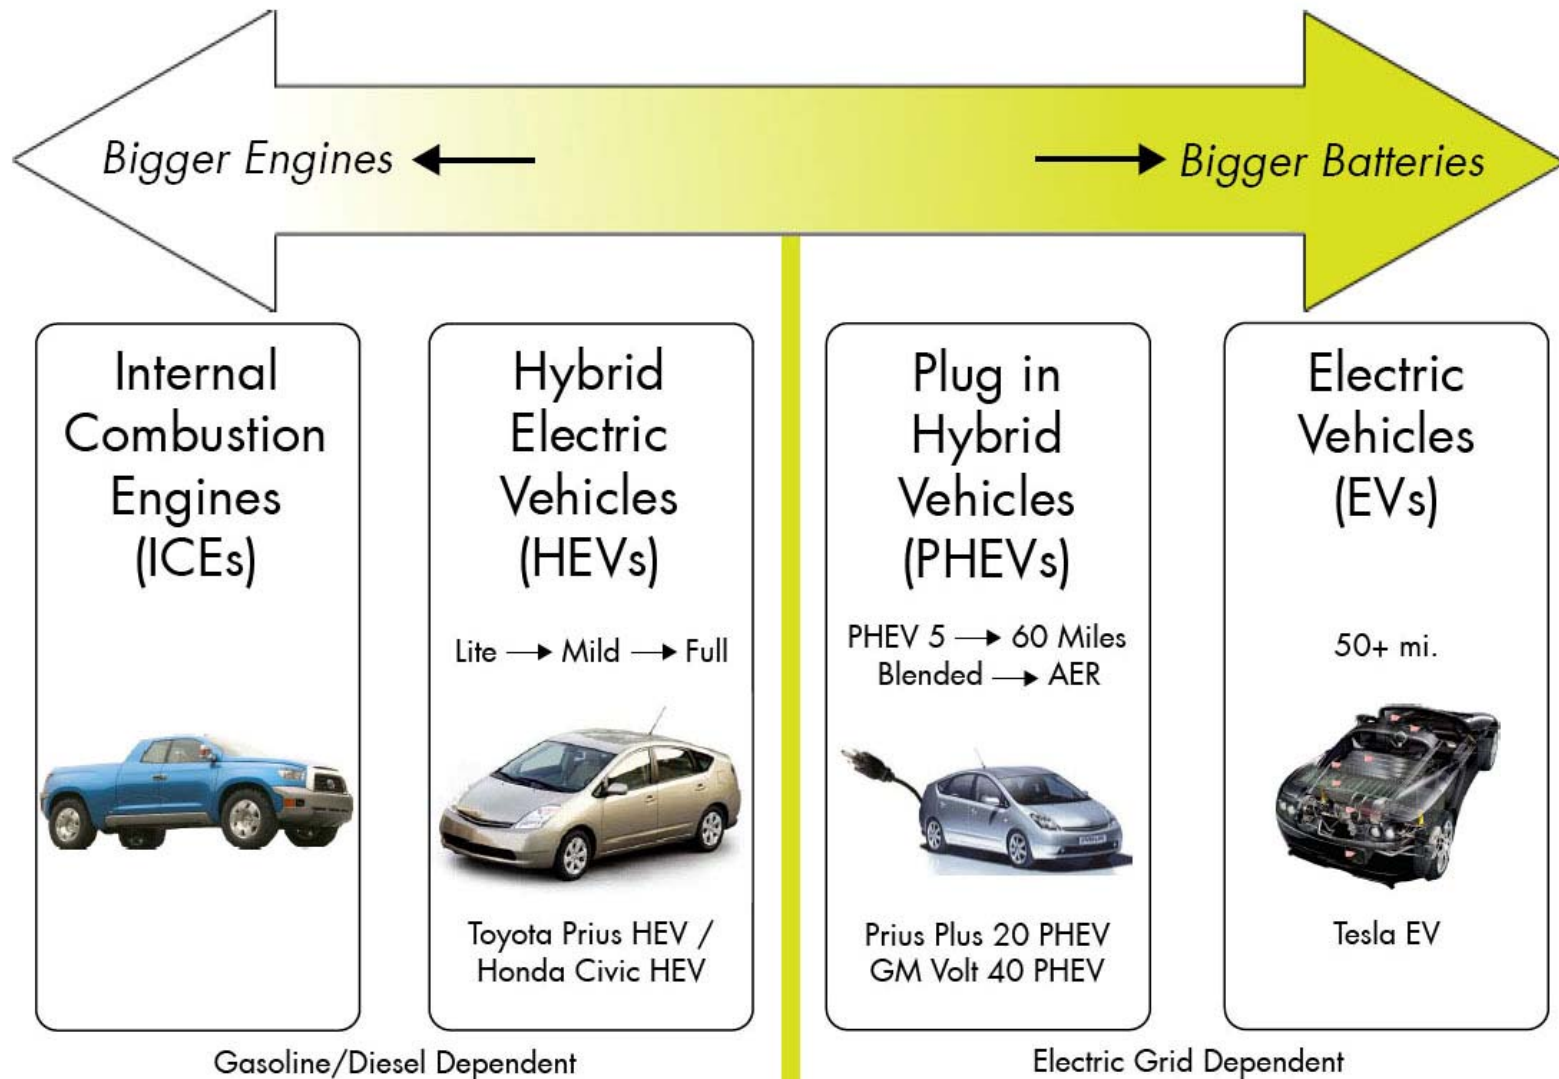 Bigger Engines
Bigger Batteries
Internal
Combustion
Engines
(ICEs)
Hybrid
Electric
Vehicles
(HEVs)
Lite → Mild → Full
Toyota Prius HEV /
Honda Civic HEV
Plug in
Hybrid
Vehicles
(PHEVs)
PHEV 5 → 60 Miles
Blended → AER
Prius Plus 20 PHEV
GM Volt 40 PHEV
Electric
Vehicles
(EVs)
50+ mi.
Tesla EV
Gasoline/Diesel Dependent
Electric Grid Dependent